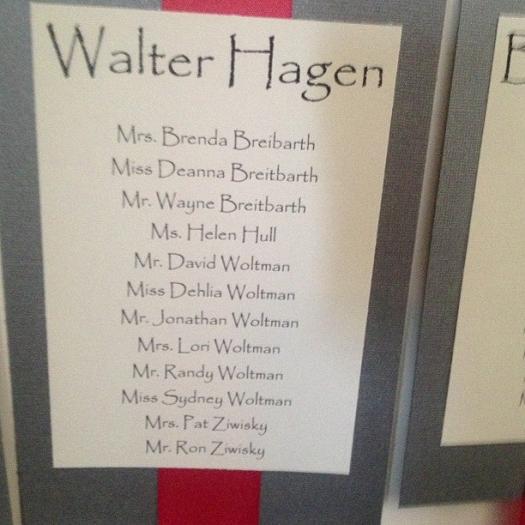 Walter Hagen
Mrs. Brenda Breibarth
Miss Deanna Breitbarth
Mr. Wayne Breitbarth
Ms. Helen Hull
Mr. David Woltman
Miss Dehlia Woltman
Mr. Jonathan Woltman
Mrs. Lori Woltman
Mr. Randy Woltman
Miss Sydney Woltman
Mrs. Pat Ziwisky
Mr. Ron Ziwisky